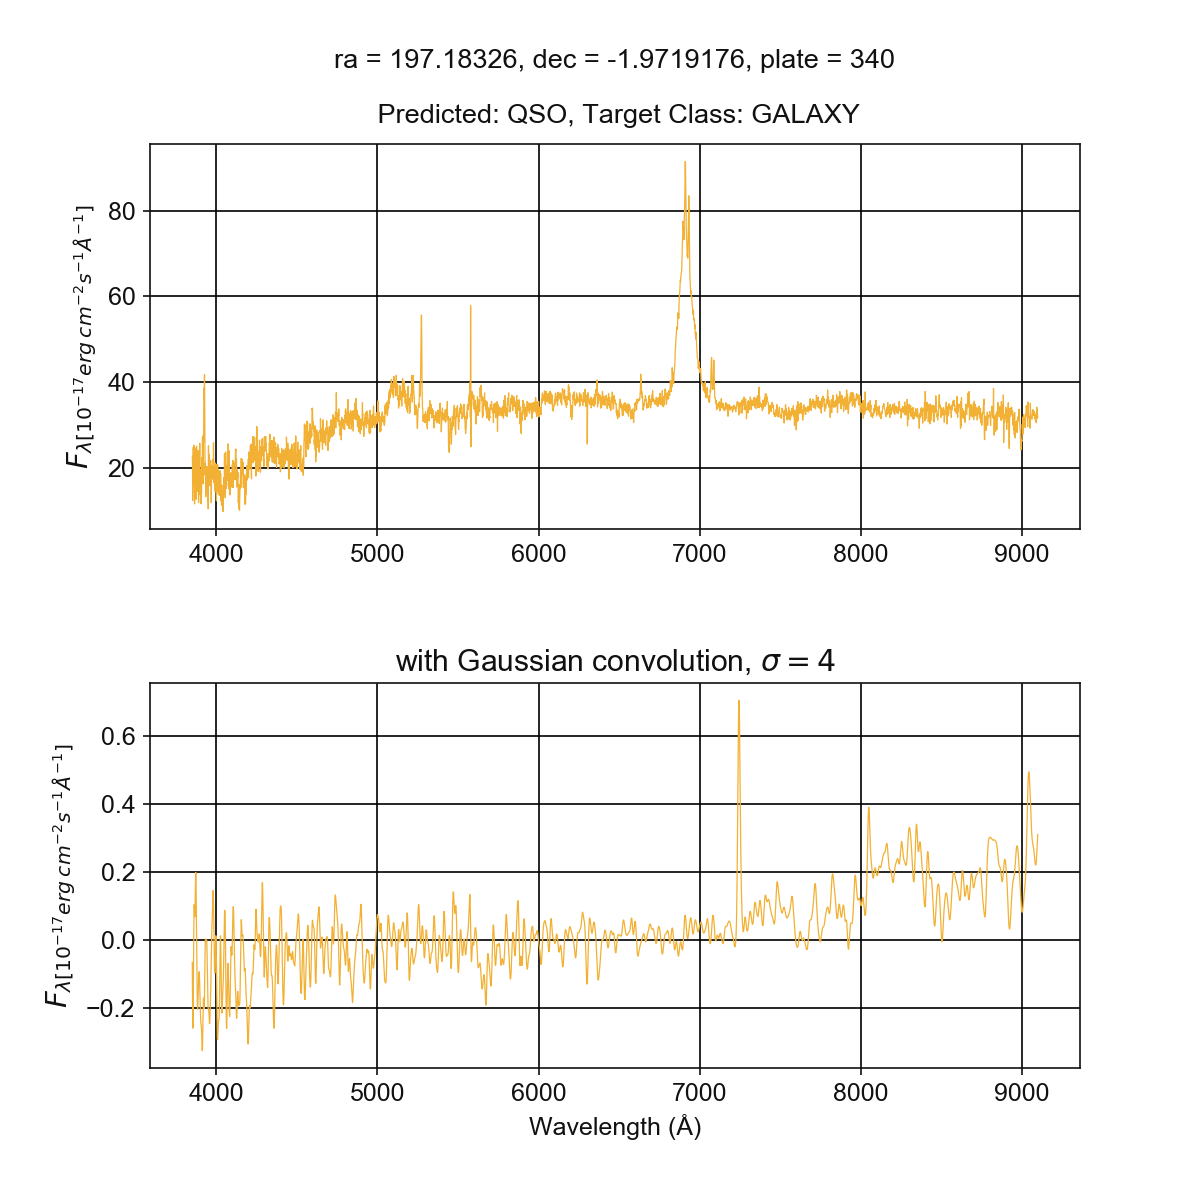 ra = 197.18326, dec = -1.9719176, plate = 340
Predicted: QSO, Target Class: GALAXY
F_λ[10⁻¹⁷erg cm⁻²s⁻¹Å⁻¹]
80
60
40
20
4000 5000 6000 7000 8000 9000
with Gaussian convolution, σ = 4
F_λ[10⁻¹⁷erg cm⁻²s⁻¹Å⁻¹]
0.6
0.4
0.2
0.0
−0.2
4000 5000 6000 7000 8000 9000
Wavelength (Å)